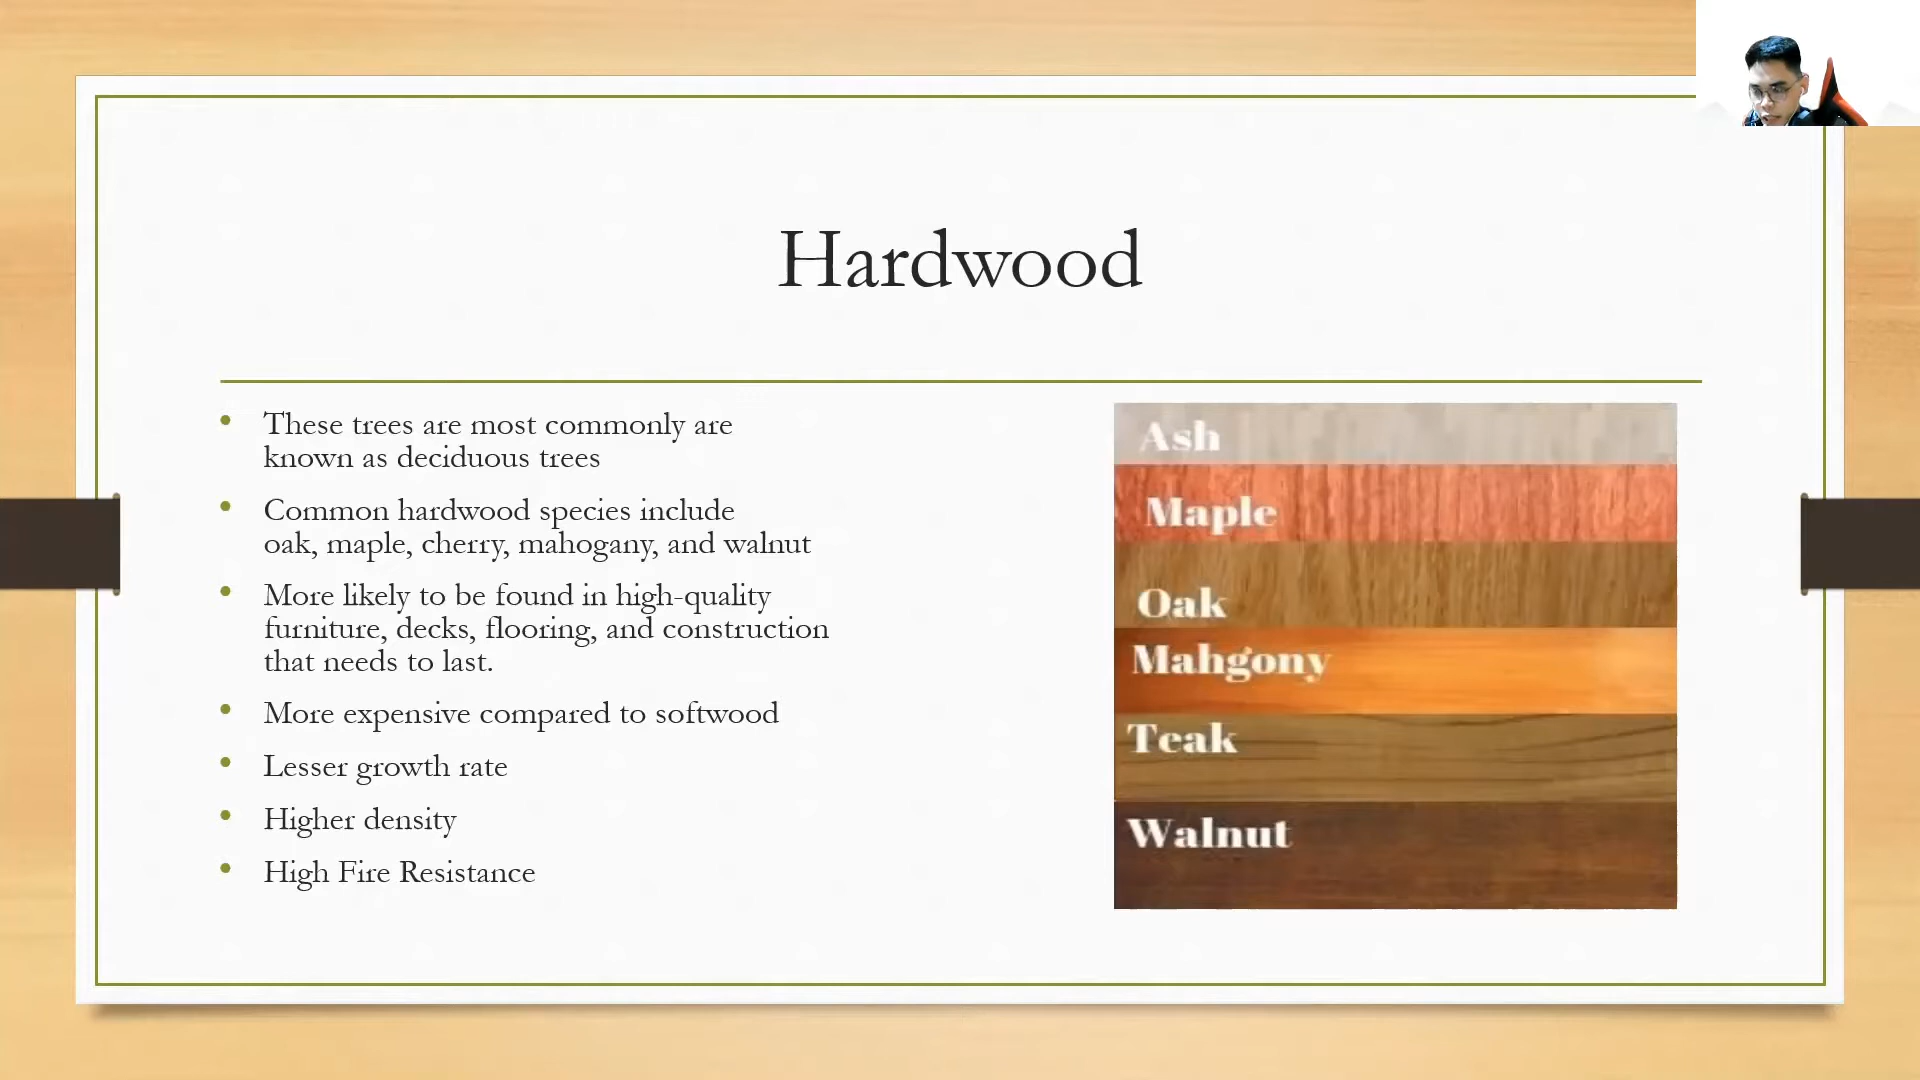 Hardwood
• These trees are most commonly are
known as deciduous trees
• Common hardwood species include
oak, maple, cherry, mahogany, and walnut
• More likely to be found in high-quality
furniture, decks, flooring, and construction
that needs to last.
• More expensive compared to softwood
• Lesser growth rate
• Higher density
• High Fire Resistance
Ash
Maple
Oak
Mahgony
Teak
Walnut